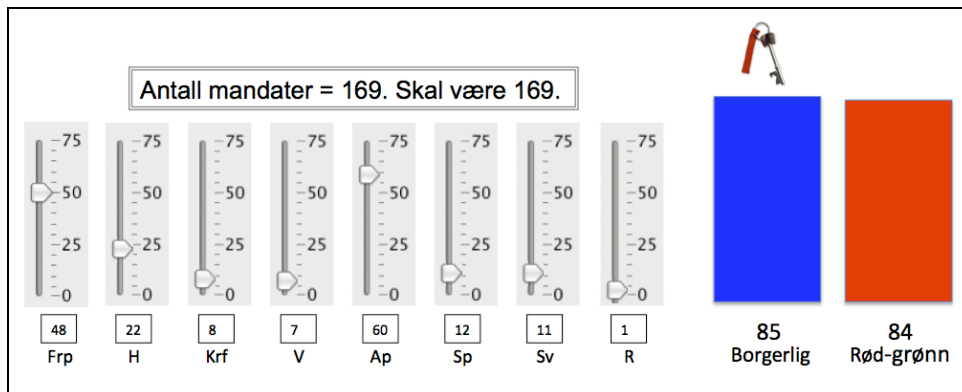 Antall mandater = 169. Skal være 169.
75 75 75 75 75 75 75 75
50 50 50 50 50 50 50 50
25 25 25 25 25 25 25 25
0 0 0 0 0 0 0 0
48 22 8 7 60 12 11 1
Frp H Krf V Ap Sp Sv R
85 84
Borgerlig Rød-grønn